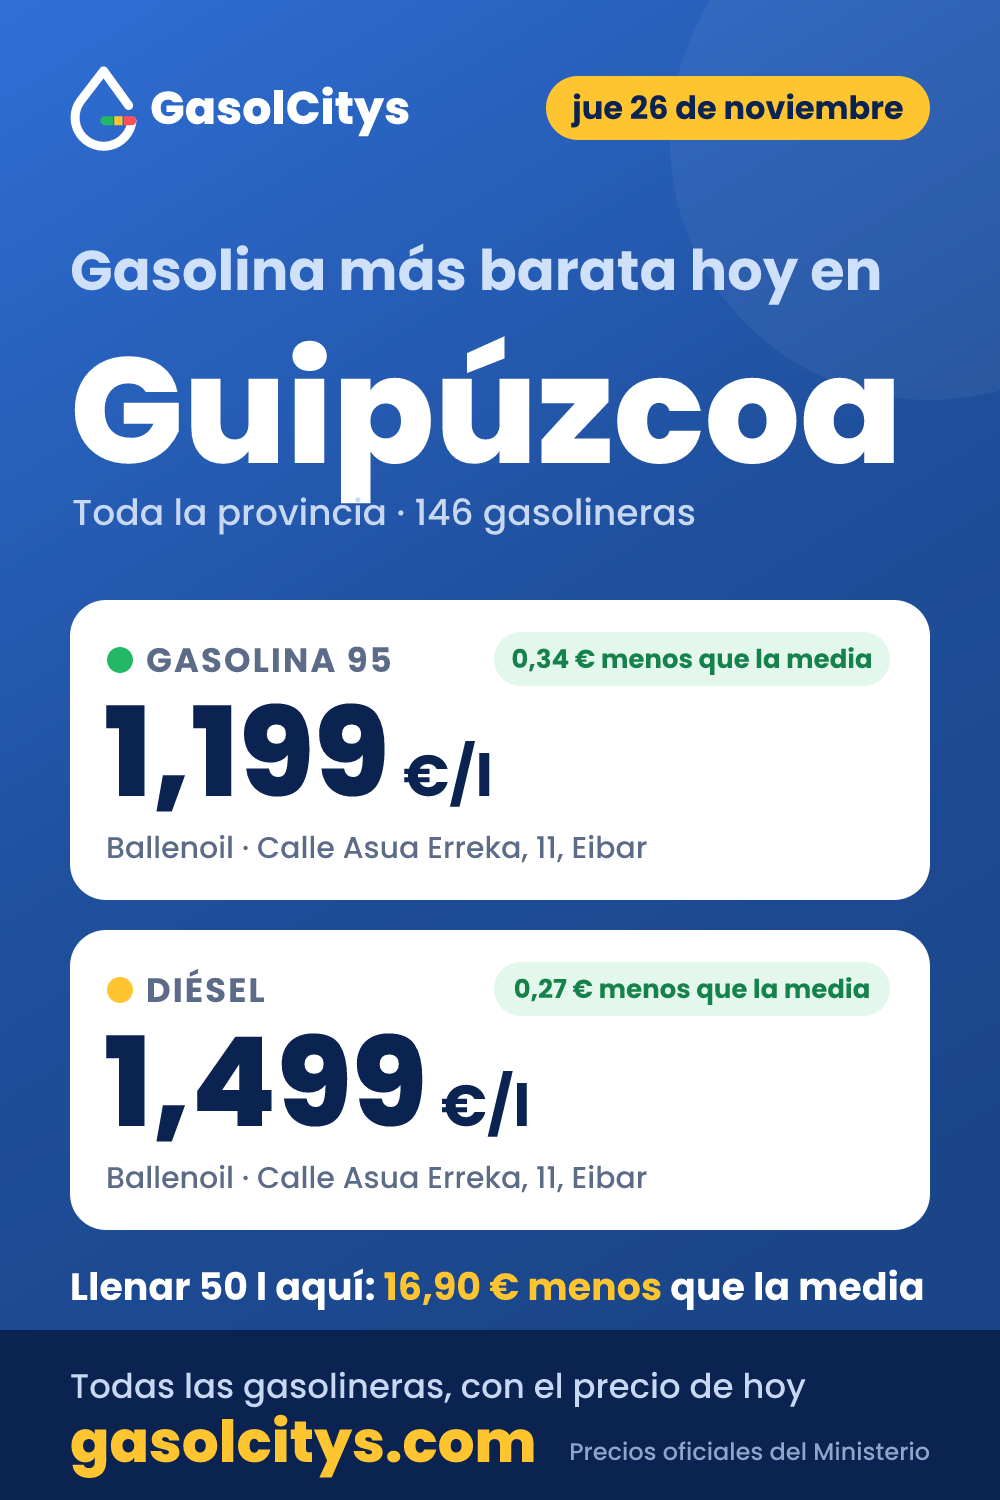 GasolCitys
jue 26 de noviembre
Gasolina más barata hoy en
Guipúzcoa
Toda la provincia · 146 gasolineras
GASOLINA 95
0,34 € menos que la media
1,199 €/l
Ballenoil · Calle Asua Erreka, 11, Eibar
DIÉSEL
0,27 € menos que la media
1,499 €/l
Ballenoil · Calle Asua Erreka, 11, Eibar
Llenar 50 l aquí: 16,90 € menos que la media
Todas las gasolineras, con el precio de hoy
gasolcitys.com
Precios oficiales del Ministerio